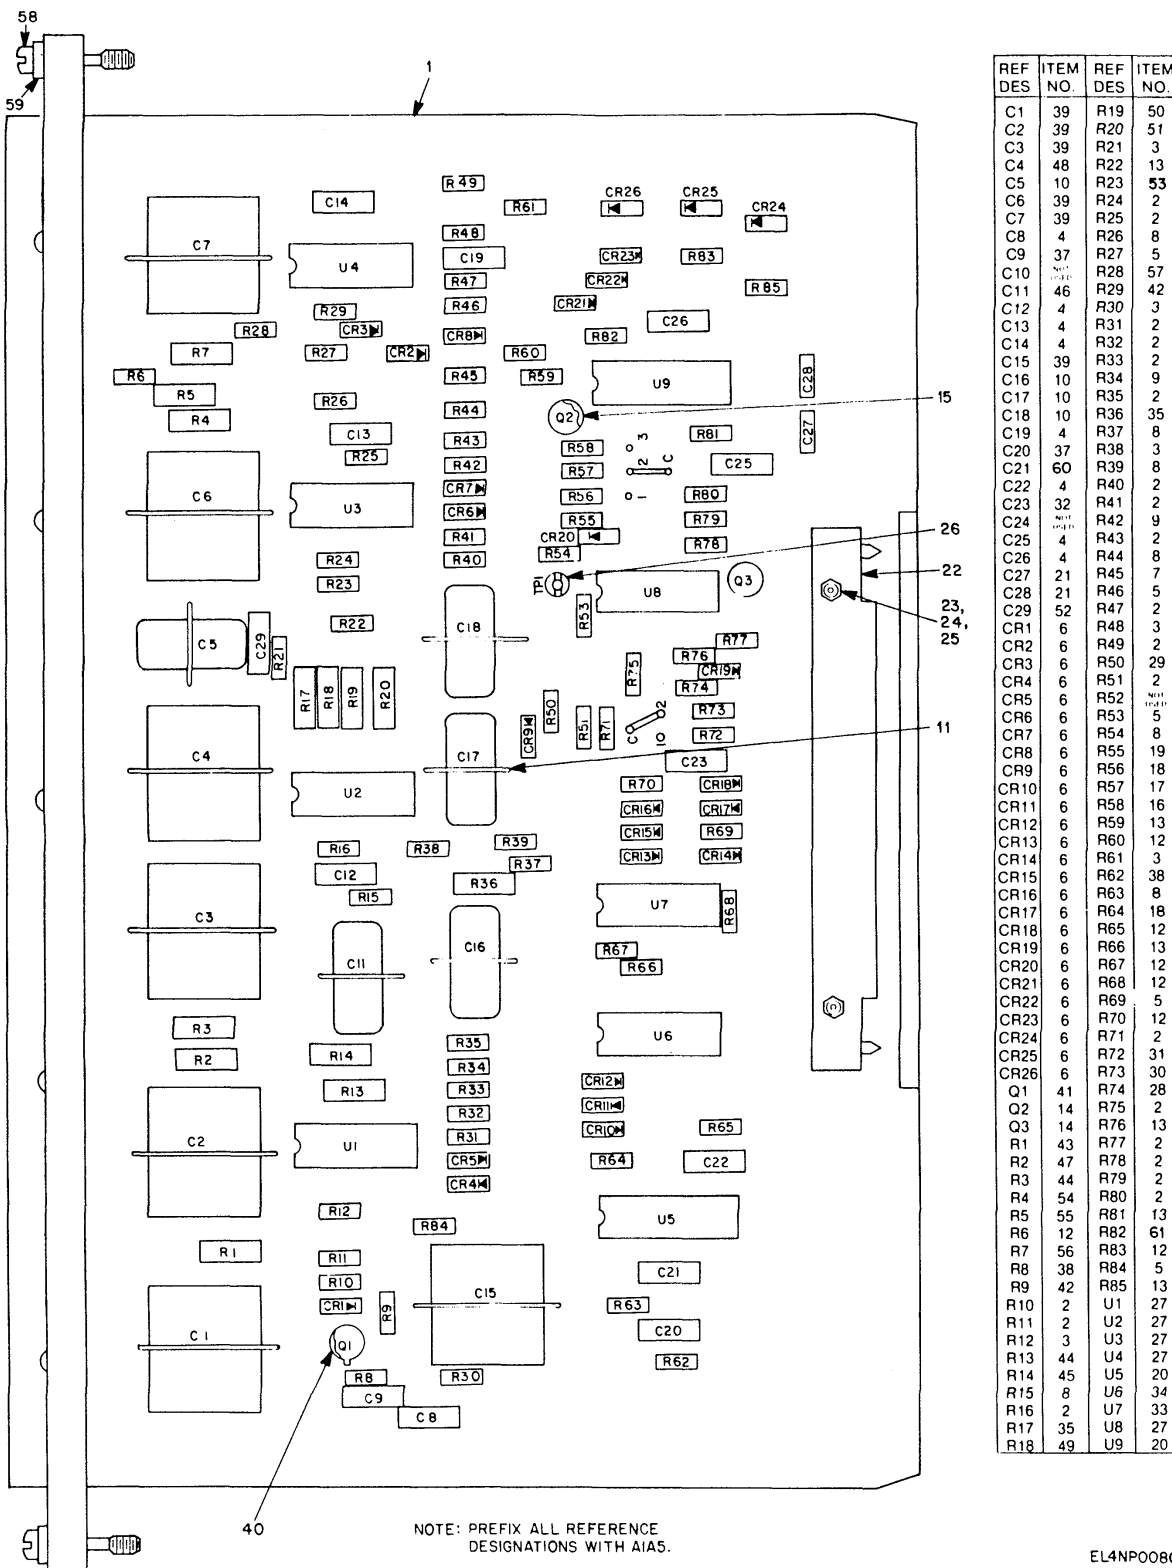 58
59
1
R49
C14
R61
CR26
CR25
CR24
C7
R48
U4
C19
CR23
R83
R47
CR22
R85
R46
CR21
R29
C26
R28
CR3
CR8
R82
R7
R27
CR2
R60
R6
R45
R59
U9
C28
R5
R26
R44
Q2
15
R4
C13
R43
R58
3
R81
C27
R25
R42
R57
2
C
C25
C6
CR7
R56
1
R80
U3
CR6
R55
R79
26
R41
CR20
R78
R24
R40
R54
R23
TP1
U8
Q3
22
23,
24,
25
R53
R22
C18
C5
C29
R21
R77
R76
R75
CR19
R74
R17
R18
R19
R20
R50
R73
2
R51
R71
C
10
R72
11
C4
C17
CR9
C23
U2
R70
CR18
CR16
CR17
CR15
R69
R16
R38
R39
CR13
CR14
R37
C12
R36
R15
U7
R68
C3
C11
C16
R67
R66
R3
U6
R2
R14
R35
R34
R13
R33
CR12
R32
CR11
C2
U1
R31
CR10
R65
CR5
R64
C22
CR4
R12
R84
U5
R1
R11
R10
C21
CR1
R9
C15
R63
C1
Q1
C20
R8
R30
R62
C9
C8
40
NOTE: PREFIX ALL REFERENCE
DESIGNATIONS WITH A1A5.
REF ITEM REF ITEM
DES NO. DES NO.
C1 39 R19 50
C2 39 R20 51
C3 39 R21 3
C4 48 R22 13
C5 10 R23 53
C6 39 R24 2
C7 39 R25 2
C8 4 R26 8
C9 37 R27 5
C10 NOT USED R28 57
C11 46 R29 42
C12 4 R30 3
C13 4 R31 2
C14 4 R32 2
C15 39 R33 2
C16 10 R34 9
C17 10 R35 2
C18 10 R36 35
C19 4 R37 8
C20 37 R38 3
C21 60 R39 8
C22 4 R40 2
C23 32 R41 2
C24 NOT USED R42 9
C25 4 R43 2
C26 4 R44 8
C27 21 R45 7
C28 21 R46 5
C29 52 R47 2
CR1 6 R48 3
CR2 6 R49 2
CR3 6 R50 29
CR4 6 R51 2
CR5 6 R52 NOT USED
CR6 6 R53 5
CR7 6 R54 8
CR8 6 R55 19
CR9 6 R56 18
CR10 6 R57 17
CR11 6 R58 16
CR12 6 R59 13
CR13 6 R60 12
CR14 6 R61 3
CR15 6 R62 38
CR16 6 R63 8
CR17 6 R64 18
CR18 6 R65 12
CR19 6 R66 13
CR20 6 R67 12
CR21 6 R68 12
CR22 6 R69 5
CR23 6 R70 12
CR24 6 R71 2
CR25 6 R72 31
CR26 6 R73 30
Q1 41 R74 28
Q2 14 R75 2
Q3 14 R76 13
R1 43 R77 2
R2 47 R78 2
R3 44 R79 2
R4 54 R80 2
R5 55 R81 13
R6 12 R82 61
R7 56 R83 12
R8 38 R84 5
R9 42 R85 13
R10 2 U1 27
R11 2 U2 27
R12 3 U3 27
R13 44 U4 27
R14 45 U5 20
R15 8 U6 34
R16 2 U7 33
R17 35 U8 27
R18 49 U9 20